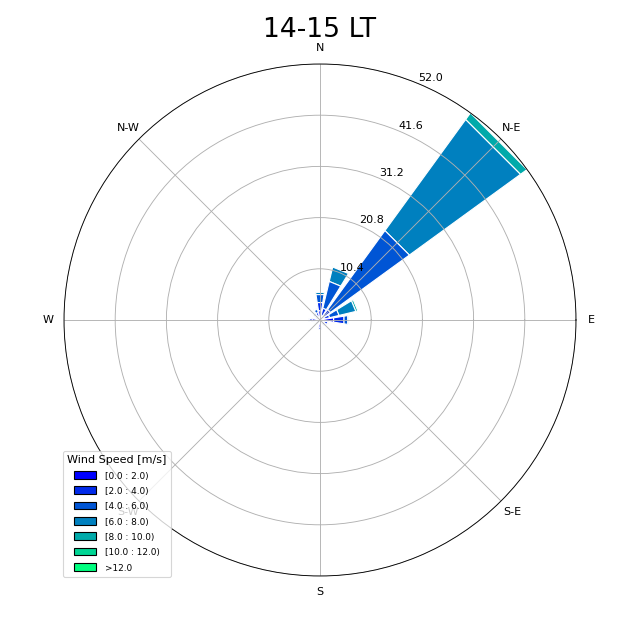 14-15 LT
N
52.0
N-W
41.6
N-E
31.2
20.8
10.4
W
E
Wind Speed [m/s]
[0.0 : 2.0)
[2.0 : 4.0)
[4.0 : 6.0)
[6.0 : 8.0)
[8.0 : 10.0)
[10.0 : 12.0)
>12.0
S-W
S-E
S